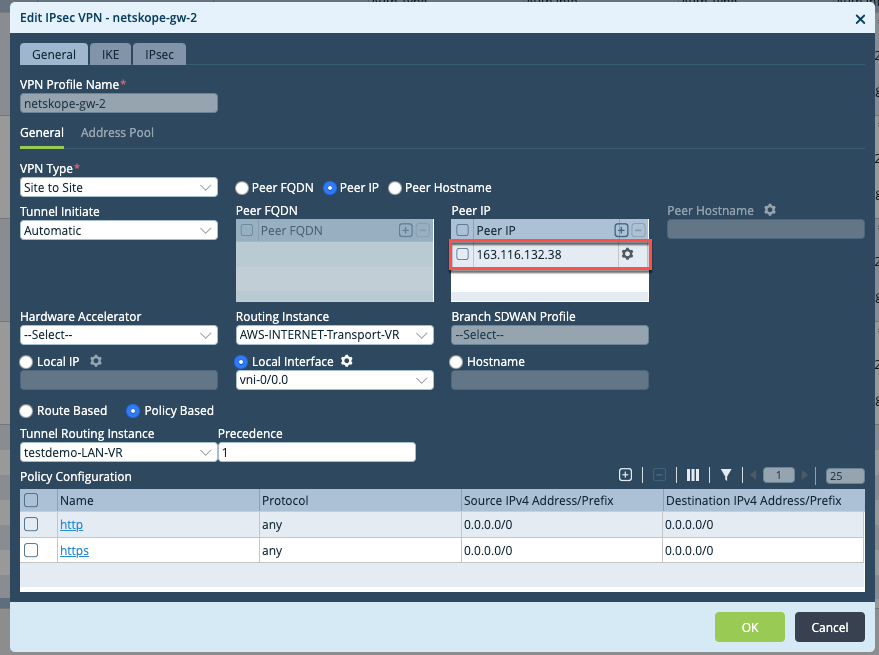 Edit IPsec VPN - netskope-gw-2
General IKE IPsec
VPN Profile Name*
netskope-gw-2
General Address Pool
VPN Type*
Site to Site Peer FQDN Peer IP Peer Hostname
Tunnel Initiate Peer FQDN Peer IP Peer Hostname
Automatic Peer FQDN Peer IP
163.116.132.38
Hardware Accelerator Routing Instance Branch SDWAN Profile
--Select-- AWS-INTERNET-Transport-VR --Select--
Local IP Local Interface Hostname
vni-0/0.0
Route Based Policy Based
Tunnel Routing Instance Precedence
testdemo-LAN-VR 1
Policy Configuration 1 25
Name Protocol Source IPv4 Address/Prefix Destination IPv4 Address/Prefix
http any 0.0.0.0/0 0.0.0.0/0
https any 0.0.0.0/0 0.0.0.0/0
OK Cancel